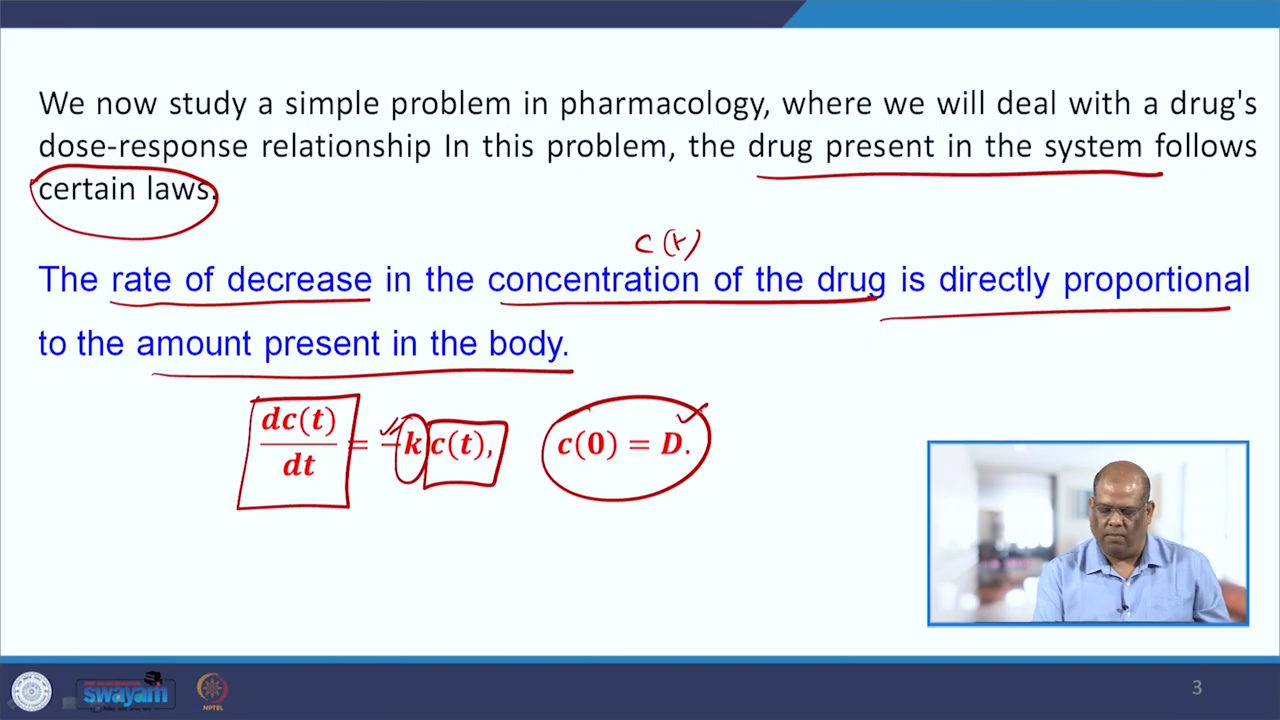 We now study a simple problem in pharmacology, where we will deal with a drug's
dose-response relationship In this problem, the drug present in the system follows
certain laws.
c(t)
The rate of decrease in the concentration of the drug is directly proportional
to the amount present in the body.
dc(t)/dt = −k c(t), c(0) = D.
swayam
NPTEL
3